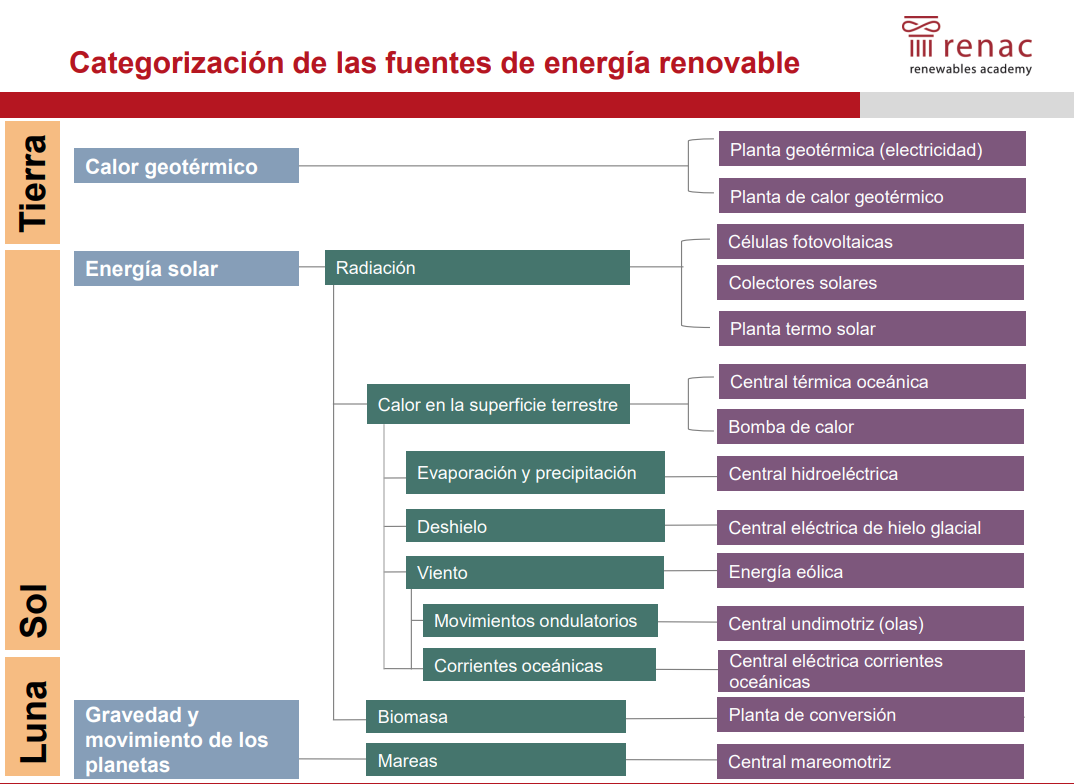 Categorización de las fuentes de energía renovable
renac
renewables academy
Tierra
Calor geotérmico
Planta geotérmica (electricidad)
Planta de calor geotérmico
Sol
Energía solar
Radiación
Células fotovoltaicas
Colectores solares
Planta termo solar
Calor en la superficie terrestre
Central térmica oceánica
Bomba de calor
Evaporación y precipitación
Central hidroeléctrica
Deshielo
Central eléctrica de hielo glacial
Viento
Energía eólica
Movimientos ondulatorios
Central undimotriz (olas)
Corrientes oceánicas
Central eléctrica corrientes
oceánicas
Biomasa
Planta de conversión
Luna
Gravedad y
movimiento de los
planetas
Mareas
Central mareomotriz